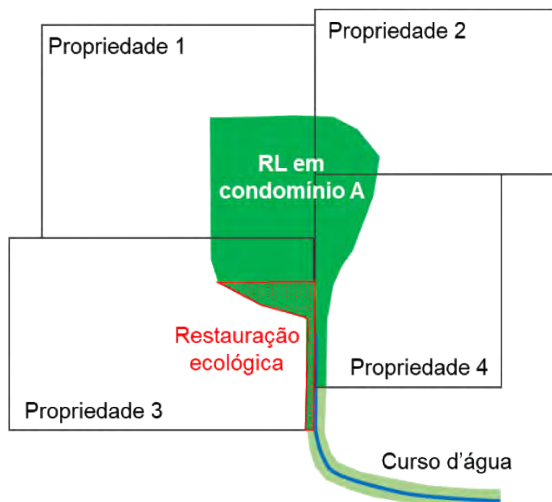 Propriedade 1
Propriedade 2
RL em
condomínio A
Restauração
ecológica
Propriedade 4
Propriedade 3
Curso d'água